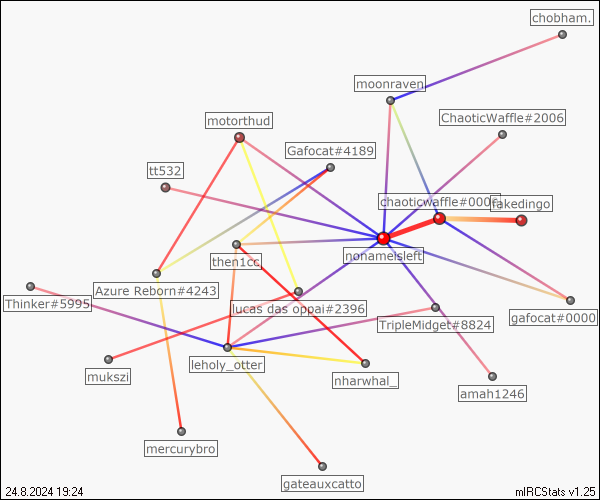 chobham.
moonraven
ChaoticWaffle#2006
motorthud
Gafocat#4189
tt532
chaoticwaffle#000
fakedingo
nonameisleft
then1cc
Azure Reborn#4243
Thinker#5995
lucas das oppai#2396
TripleMidget#8824
gafocat#0000
leholy_otter
mukszi
nharwhal_
amah1246
mercurybro
gateauxcatto
24.8.2024 19:24
mIRCStats v1.25